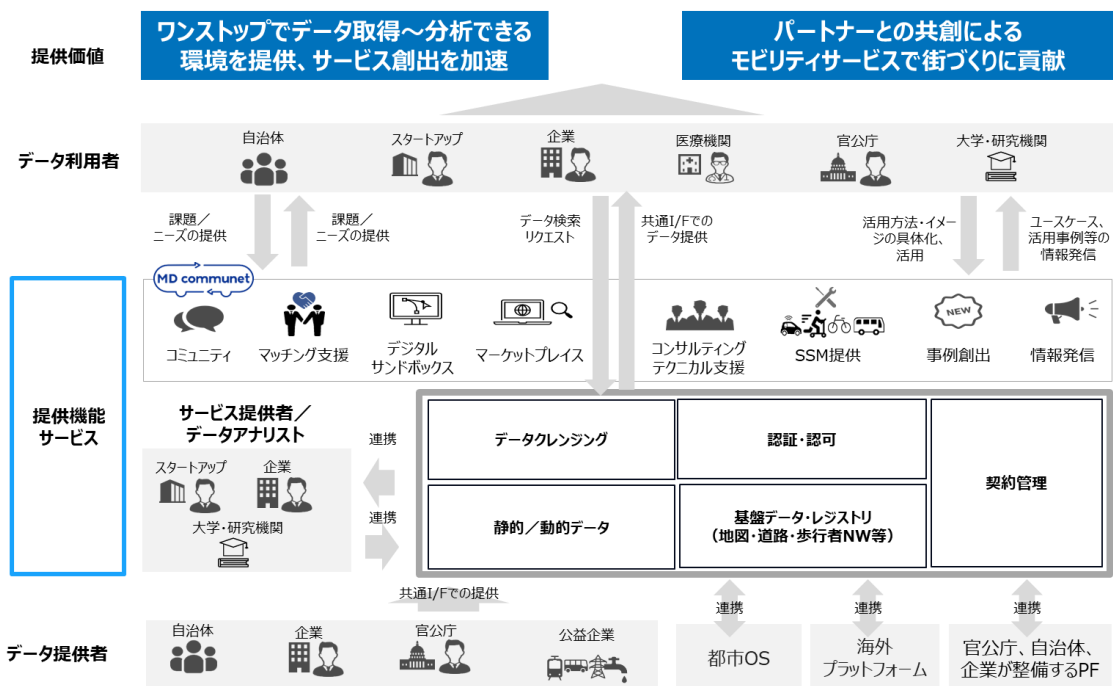 提供価値
ワンストップでデータ取得～分析できる
環境を提供、サービス創出を加速
パートナーとの共創による
モビリティサービスで街づくりに貢献
データ利用者
自治体
スタートアップ
企業
医療機関
官公庁
大学・研究機関
課題／
ニーズの提供
課題／
ニーズの提供
データ検索
リクエスト
共通I/Fでの
データ提供
活用方法・イメー
ジの具体化、
活用
ユースケース、
活用事例等の
情報発信
提供機能
サービス
MD communet
コミュニティ
マッチング支援
デジタル
サンドボックス
マーケットプレイス
コンサルティング
テクニカル支援
SSM提供
NEW
事例創出
情報発信
サービス提供者／
データアナリスト
スタートアップ
企業
大学・研究機関
連携
連携
データクレンジング
認証・認可
契約管理
静的／動的データ
基盤データ・レジストリ
（地図・道路・歩行者NW等）
共通I/Fでの提供
連携
連携
連携
データ提供者
自治体
企業
官公庁
公益企業
都市OS
海外
プラットフォーム
官公庁、自治体、
企業が整備するPF